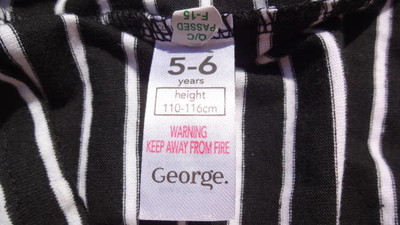 Q/C
PASSED
F-15
5-6
years
height
110-116cm
WARNING
KEEP AWAY FROM FIRE
George.